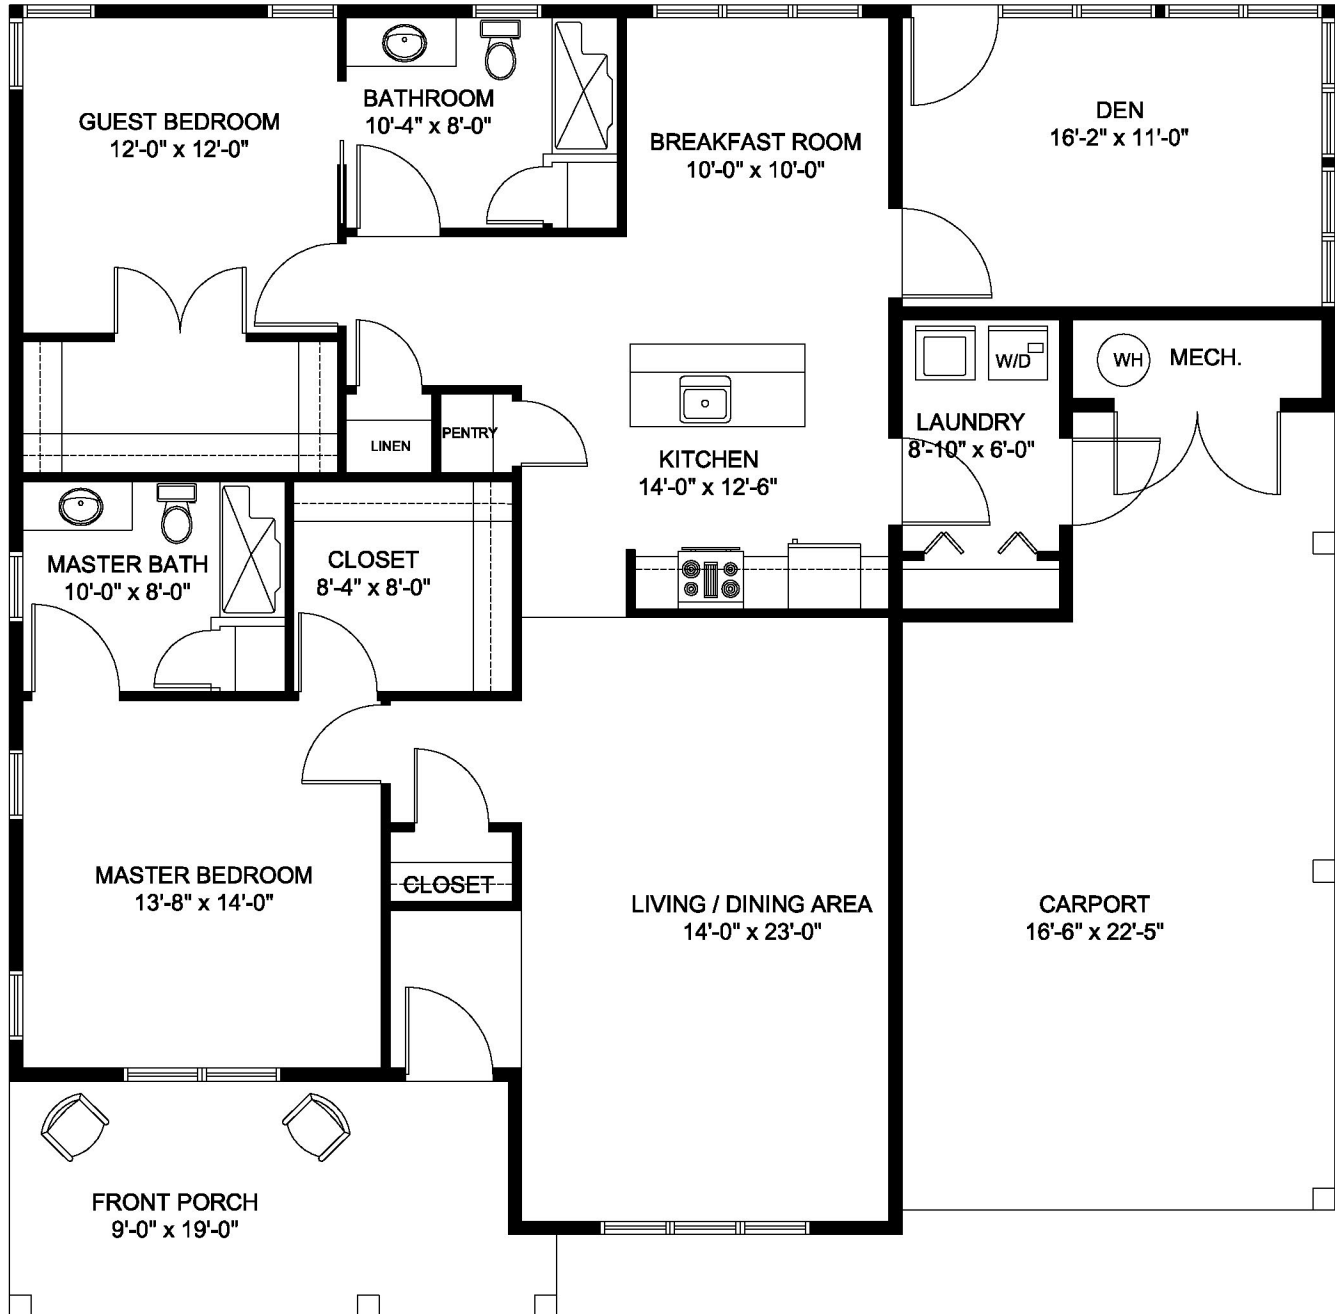 GUEST BEDROOM
12'-0" x 12'-0"
BATHROOM
10'-4" x 8'-0"
BREAKFAST ROOM
10'-0" x 10'-0"
DEN
16'-2" x 11'-0"
W/D
WH
MECH.
LAUNDRY
8'-10" x 6'-0"
LINEN
PENTRY
KITCHEN
14'-0" x 12'-6"
MASTER BATH
10'-0" x 8'-0"
CLOSET
8'-4" x 8'-0"
MASTER BEDROOM
13'-8" x 14'-0"
CLOSET
LIVING / DINING AREA
14'-0" x 23'-0"
CARPORT
16'-6" x 22'-5"
FRONT PORCH
9'-0" x 19'-0"